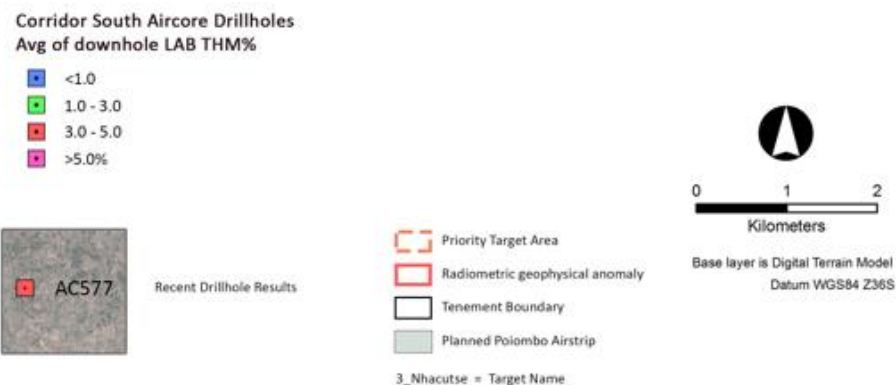 Corridor South Aircore Drillholes
Avg of downhole LAB THM%
<1.0
1.0 - 3.0
3.0 - 5.0
>5.0%
0 1 2
Kilometers
Base layer is Digital Terrain Model
Datum WGS84 Z36S
AC577
Recent Drillhole Results
Priority Target Area
Radiometric geophysical anomaly
Tenement Boundary
Planned Poiombo Airstrip
3_Nhacutse = Target Name